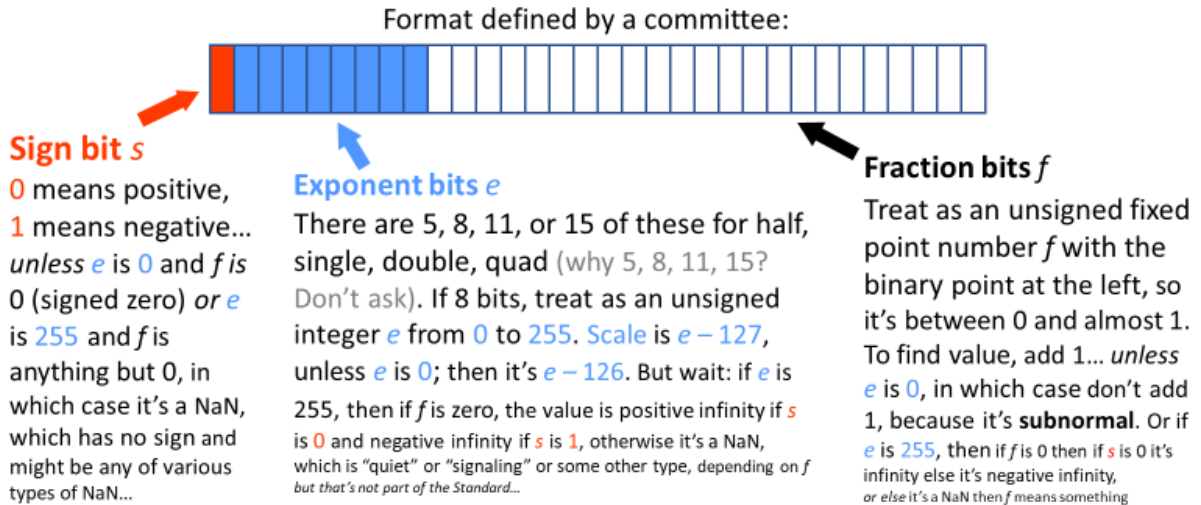 Format defined by a committee:
Sign bit s
0 means positive,
1 means negative…
unless e is 0 and f is
0 (signed zero) or e
is 255 and f is
anything but 0, in
which case it's a NaN,
which has no sign and
might be any of various
types of NaN…
Exponent bits e
There are 5, 8, 11, or 15 of these for half,
single, double, quad (why 5, 8, 11, 15?
Don't ask). If 8 bits, treat as an unsigned
integer e from 0 to 255. Scale is e – 127,
unless e is 0; then it's e – 126. But wait: if e is
255, then if f is zero, the value is positive infinity if s
is 0 and negative infinity if s is 1, otherwise it's a NaN,
which is “quiet” or “signaling” or some other type, depending on f
but that's not part of the Standard…
Fraction bits f
Treat as an unsigned fixed
point number f with the
binary point at the left, so
it's between 0 and almost 1.
To find value, add 1… unless
e is 0, in which case don't add
1, because it's subnormal. Or if
e is 255, then if f is 0 then if s is 0 it's
infinity else it's negative infinity,
or else it's a NaN then f means something